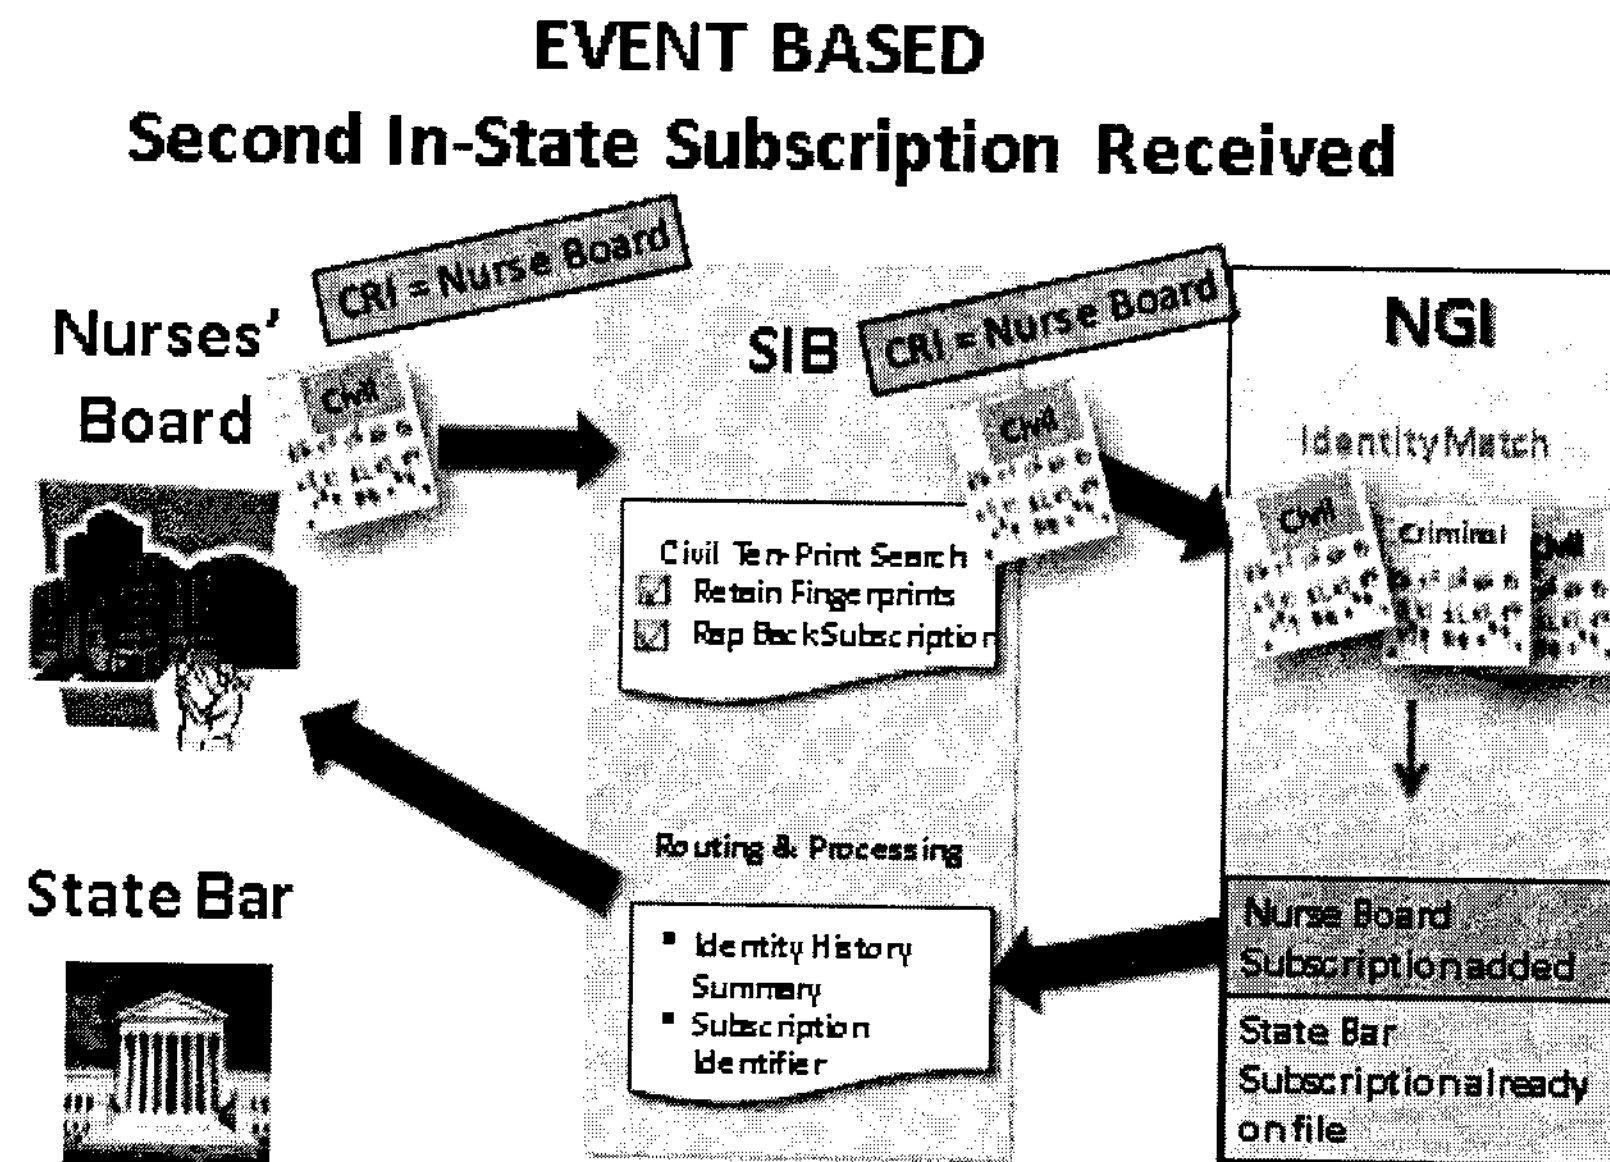 EVENT BASED
Second In-State Subscription Received
CRI = Nurse Board
Nurses'
Board
Civil
SIB
CRI = Nurse Board
Civil
NGI
Identity Match
Civil
Criminal
Civil
Civil Ten-Print Search
Retain Fingerprints
Rap Back Subscription
Routing & Processing
▪ Identity History
Summary
▪ Subscription
Identifier
State Bar
Nurse Board
Subscription added
State Bar
Subscription already
on file